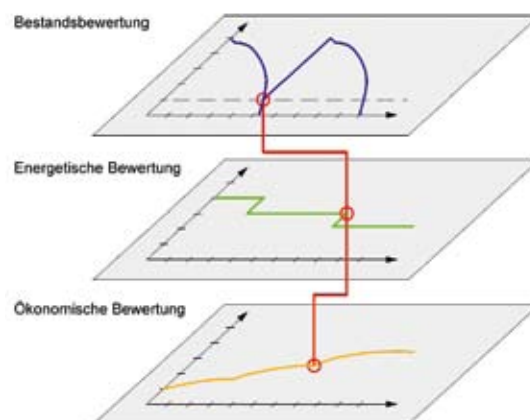 Bestandsbewertung
Energetische Bewertung
Ökonomische Bewertung